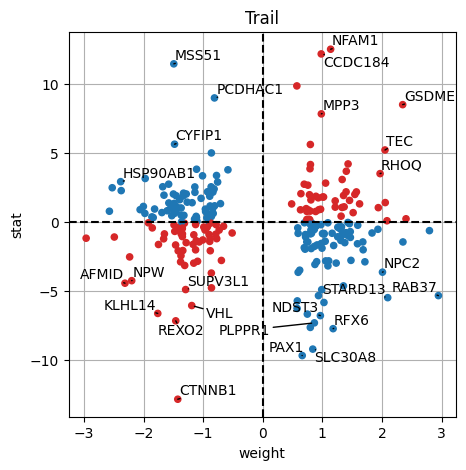 Trail
NFAM1
MSS51
CCDC184
PCDHAC1
GSDME
MPP3
CYFIP1
TEC
RHOQ
HSP90AB1
NPC2
NPW
AFMID
SUPV3L1
STARD13
RAB37
KLHL14
VHL
NDST3
RFX6
REXO2
PLPPR1
PAX1
SLC30A8
CTNNB1
10
5
0
−5
−10
stat
−3 −2 −1 0 1 2 3
weight